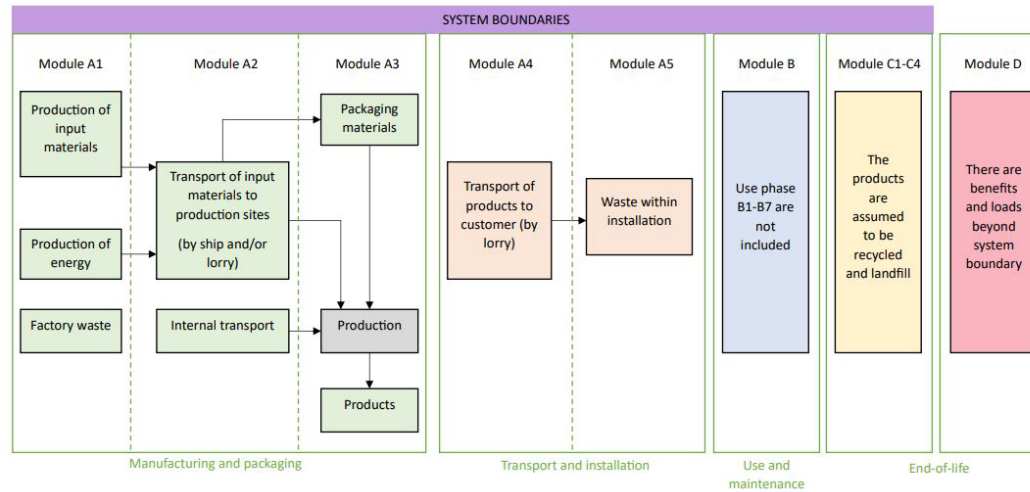 SYSTEM BOUNDARIES
Module A1
Module A2
Module A3
Module A4
Module A5
Module B
Module C1-C4
Module D
Production of
input
materials
Production of
energy
Factory waste
Transport of input
materials to
production sites
(by ship and/or
lorry)
Internal transport
Packaging
materials
Production
Products
Transport of
products to
customer (by
lorry)
Waste within
installation
Use phase
B1-B7 are
not
included
The
products
are
assumed
to be
recycled
and landfill
There are
benefits
and loads
beyond
system
boundary
Manufacturing and packaging
Transport and installation
Use and
maintenance
End-of-life